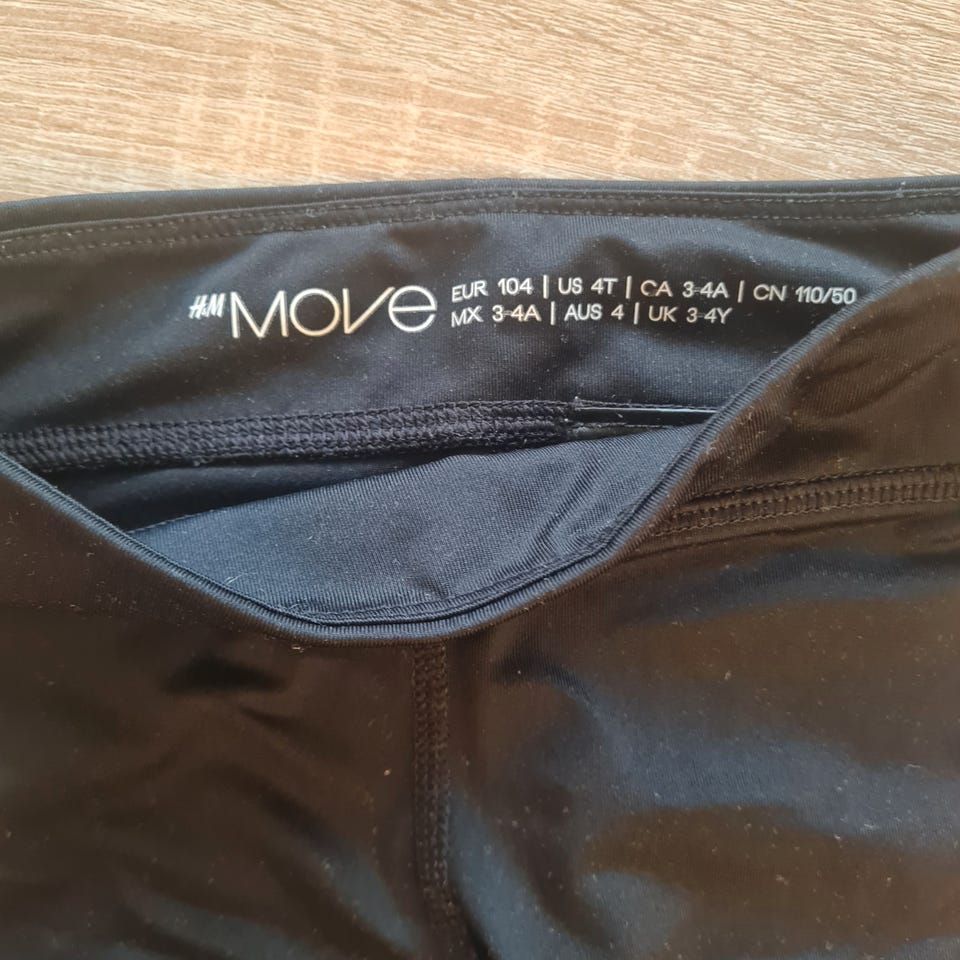 H&M MOVE EUR 104 | US 4T | CA 3-4A | CN 110/50
MX 3-4A | AUS 4 | UK 3-4Y